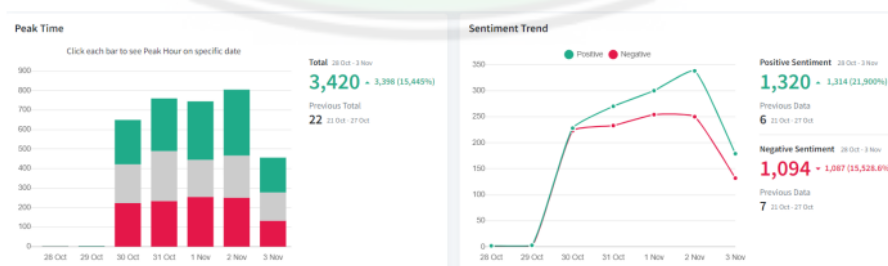 Peak Time
Click each bar to see Peak Hour on specific date
900
800
700
600
500
400
300
200
100
0
28 Oct 29 Oct 30 Oct 31 Oct 1 Nov 2 Nov 3 Nov
Total 28 Oct - 3 Nov
3,420 3,398 (15,445%)
Previous Total
22 21 Oct - 27 Oct
Sentiment Trend
Positive Negative
350
300
250
200
150
100
50
0
28 Oct 29 Oct 30 Oct 31 Oct 1 Nov 2 Nov 3 Nov
Positive Sentiment 28 Oct - 3 Nov
1,320 1,314 (21,900%)
Previous Data
6 21 Oct - 27 Oct
Negative Sentiment 28 Oct - 3 Nov
1,094 1,087 (15,528.6%
Previous Data
7 21 Oct - 27 Oct